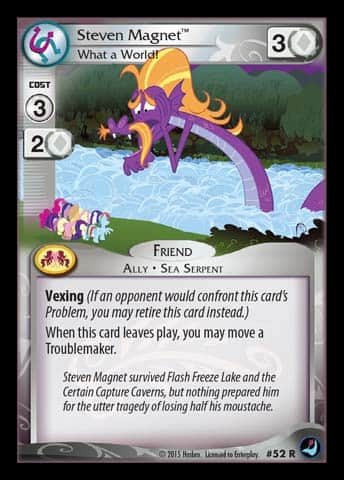 Steven Magnet™
What a World!
3
COST
3
2
FRIEND
ALLY • SEA SERPENT
Vexing (If an opponent would confront this card's
Problem, you may retire this card instead.)
When this card leaves play, you may move a
Troublemaker.
Steven Magnet survived Flash Freeze Lake and the
Certain Capture Caverns, but nothing prepared him
for the utter tragedy of losing half his moustache.
© 2015 Hasbro. Licensed to Enterplay. #52 R